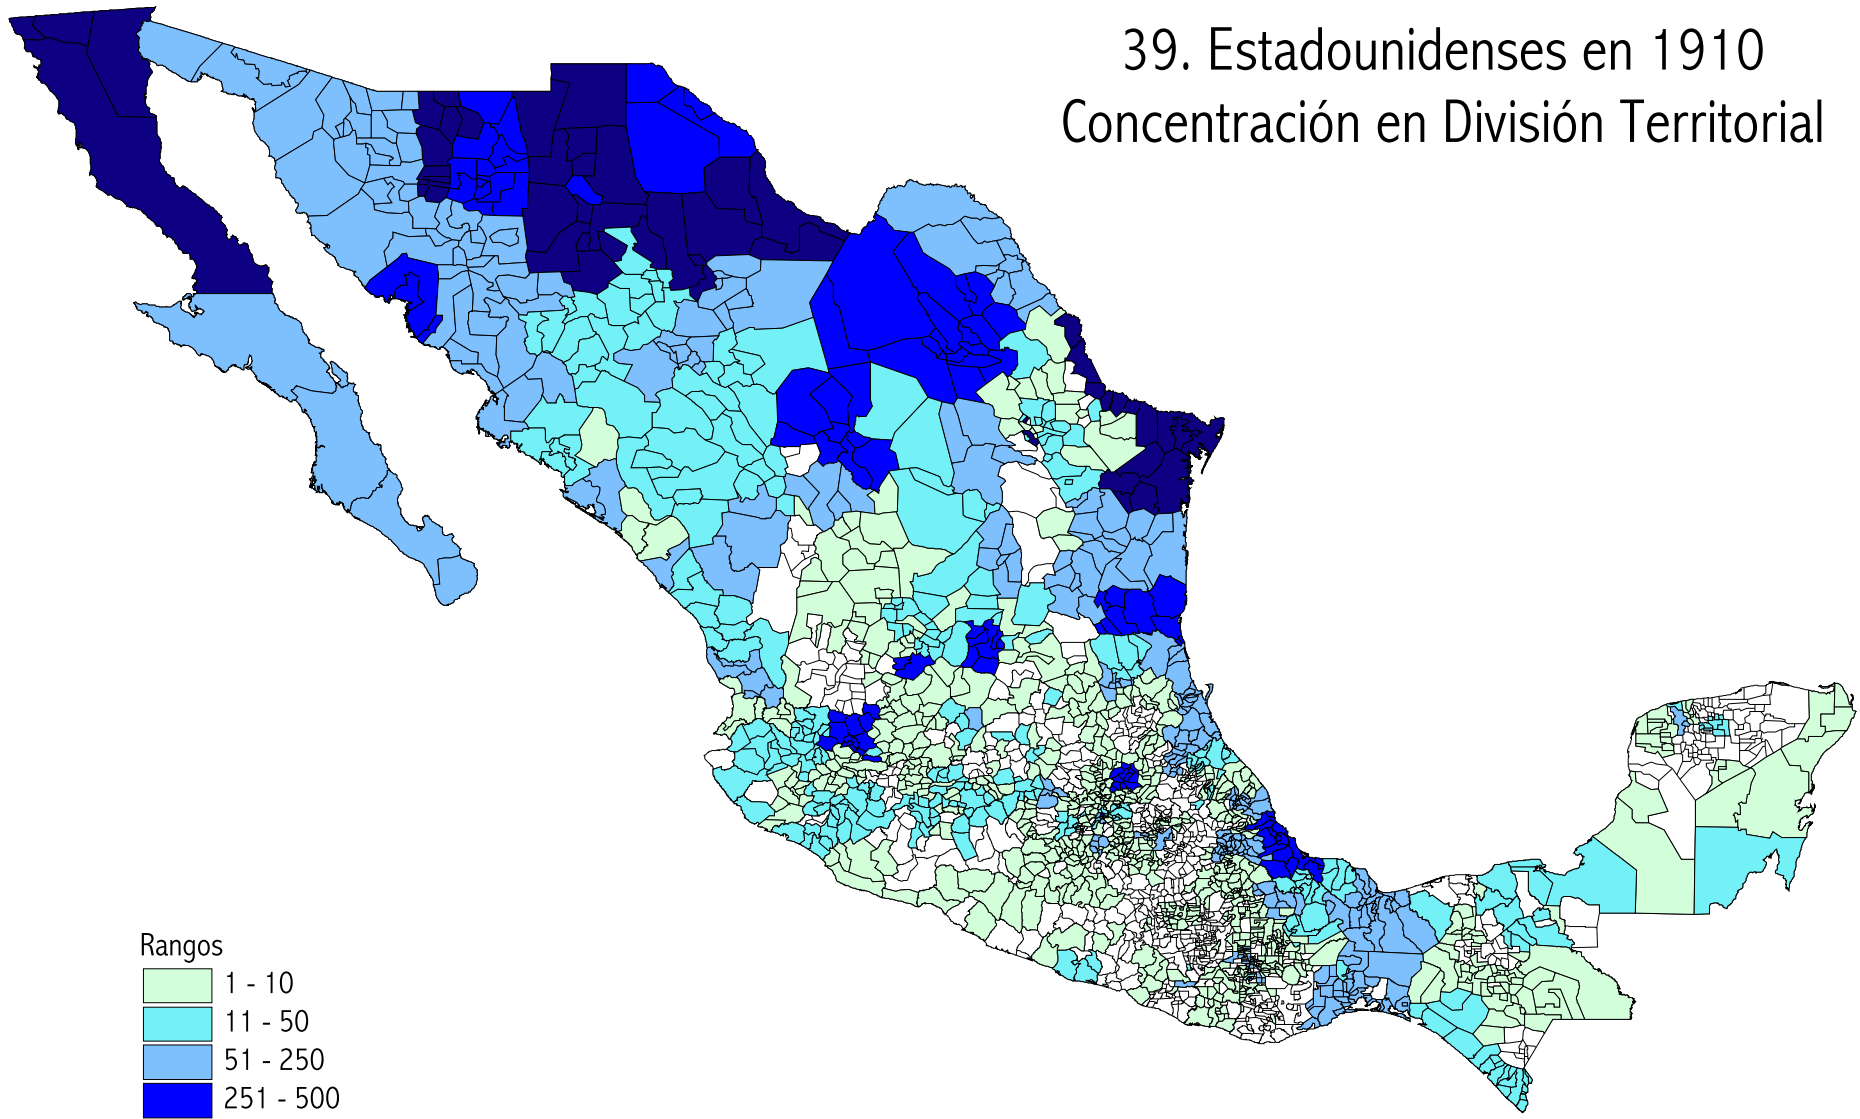 39. Estadounidenses en 1910
Concentración en División Territorial
Rangos
1 - 10
11 - 50
51 - 250
251 - 500